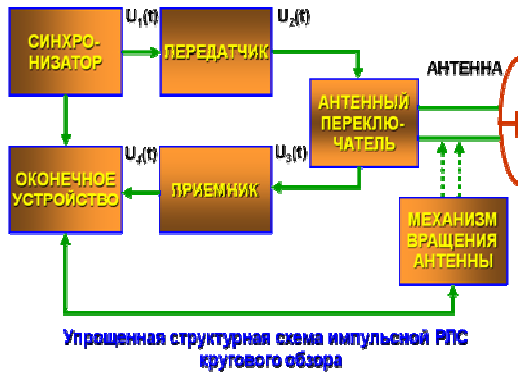 U₁(t) U₂(t)
СИНХРО-
НИЗАТОР
ПЕРЕДАТЧИК
АНТЕННА
АНТЕННЫЙ
ПЕРЕКЛЮ-
ЧАТЕЛЬ
U₄(t) U₃(t)
ОКОНЕЧНОЕ
УСТРОЙСТВО
ПРИЕМНИК
МЕХАНИЗМ
ВРАЩЕНИЯ
АНТЕННЫ
Упрощенная структурная схема импульсной РЛС
кругового обзора